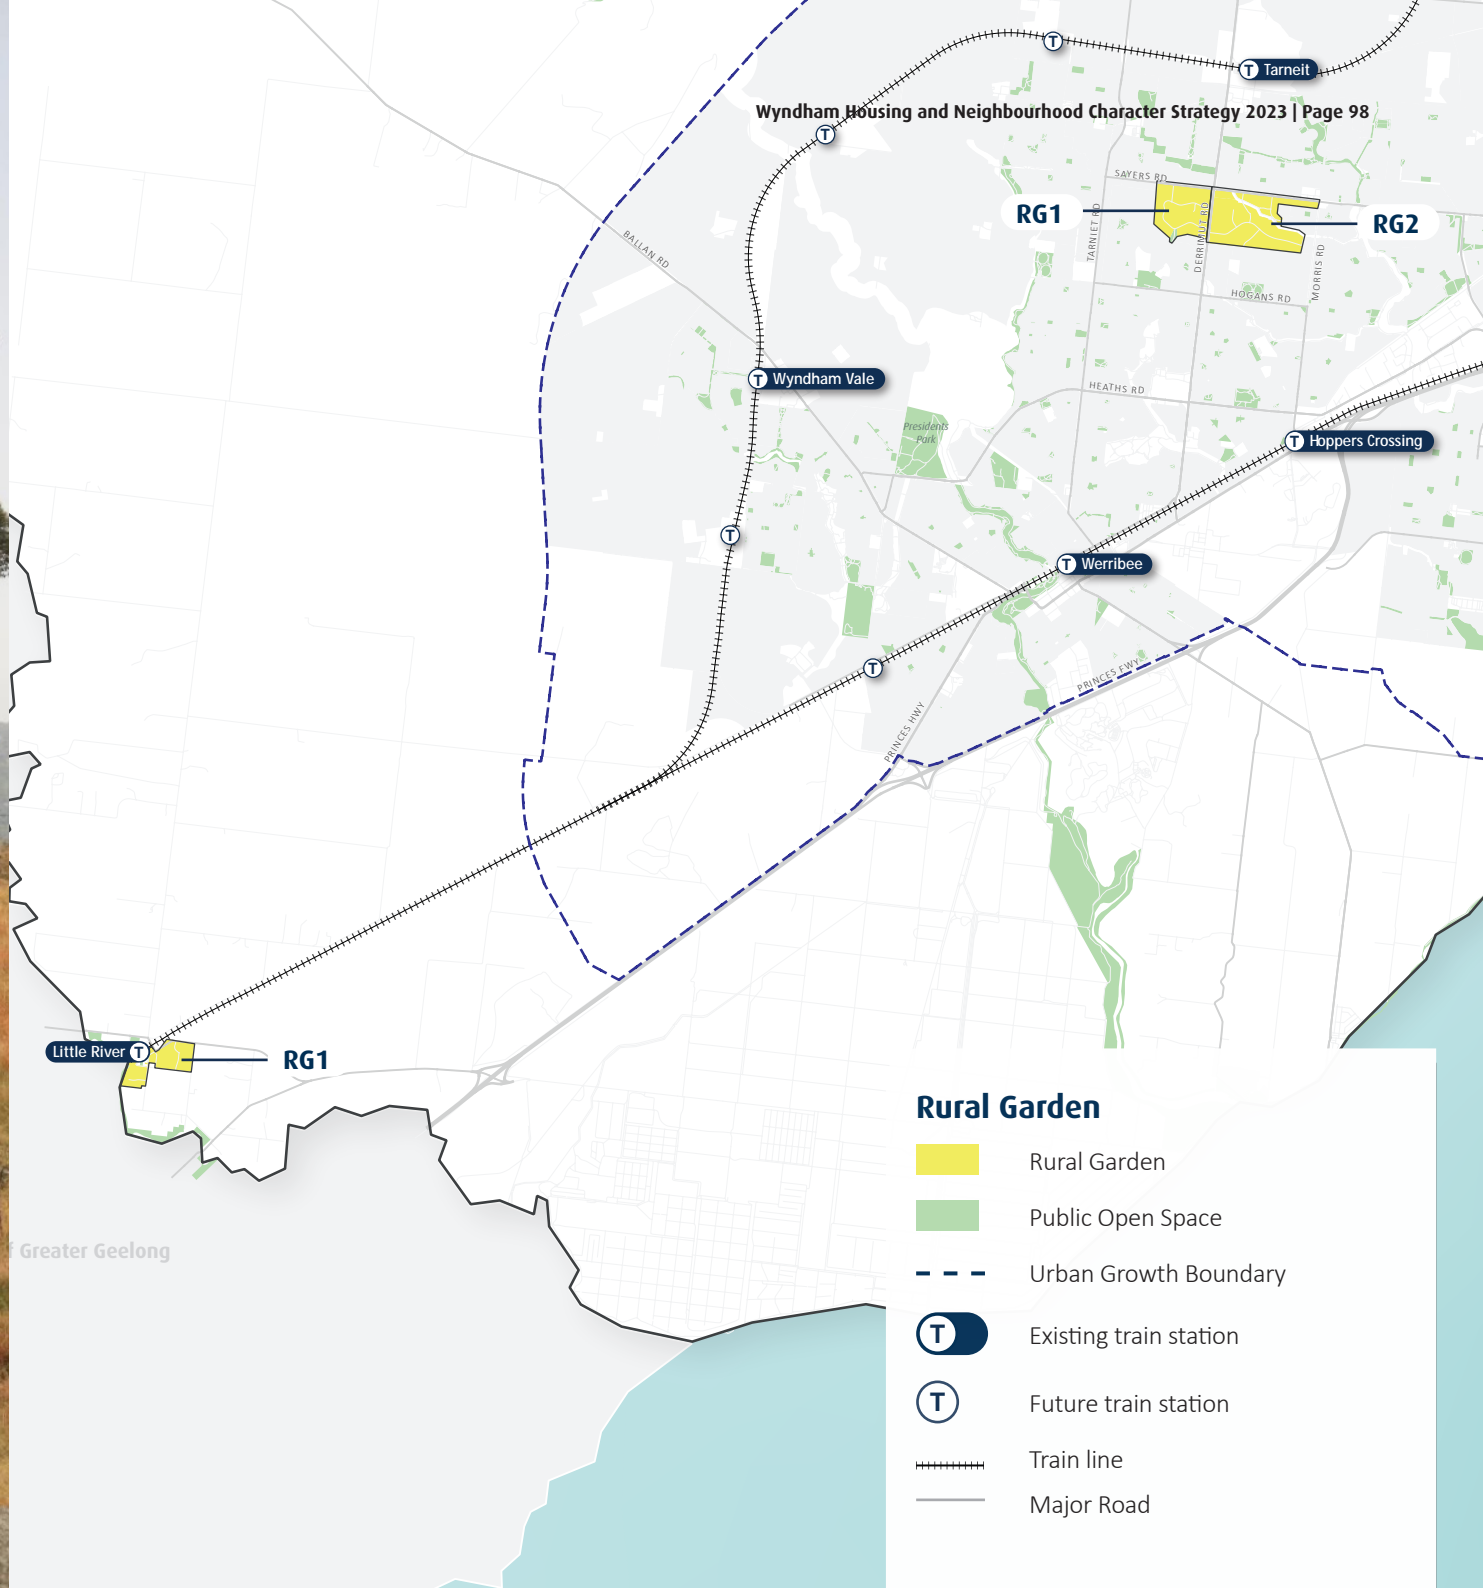 T
T Tarneit
Wyndham Housing and Neighbourhood Character Strategy 2023 | Page 98
T
SAYERS RD
RG1
RG2
TARNIET RD
DERRIMUT RD
MORRIS RD
BALLAN RD
HOGANS RD
T Wyndham Vale
HEATHS RD
Presidents
Park
T Hoppers Crossing
T
T Werribee
T
PRINCES FWY
PRINCES HWY
Little River T
RG1
Greater Geelong
Rural Garden
Rural Garden
Public Open Space
Urban Growth Boundary
T Existing train station
T Future train station
Train line
Major Road